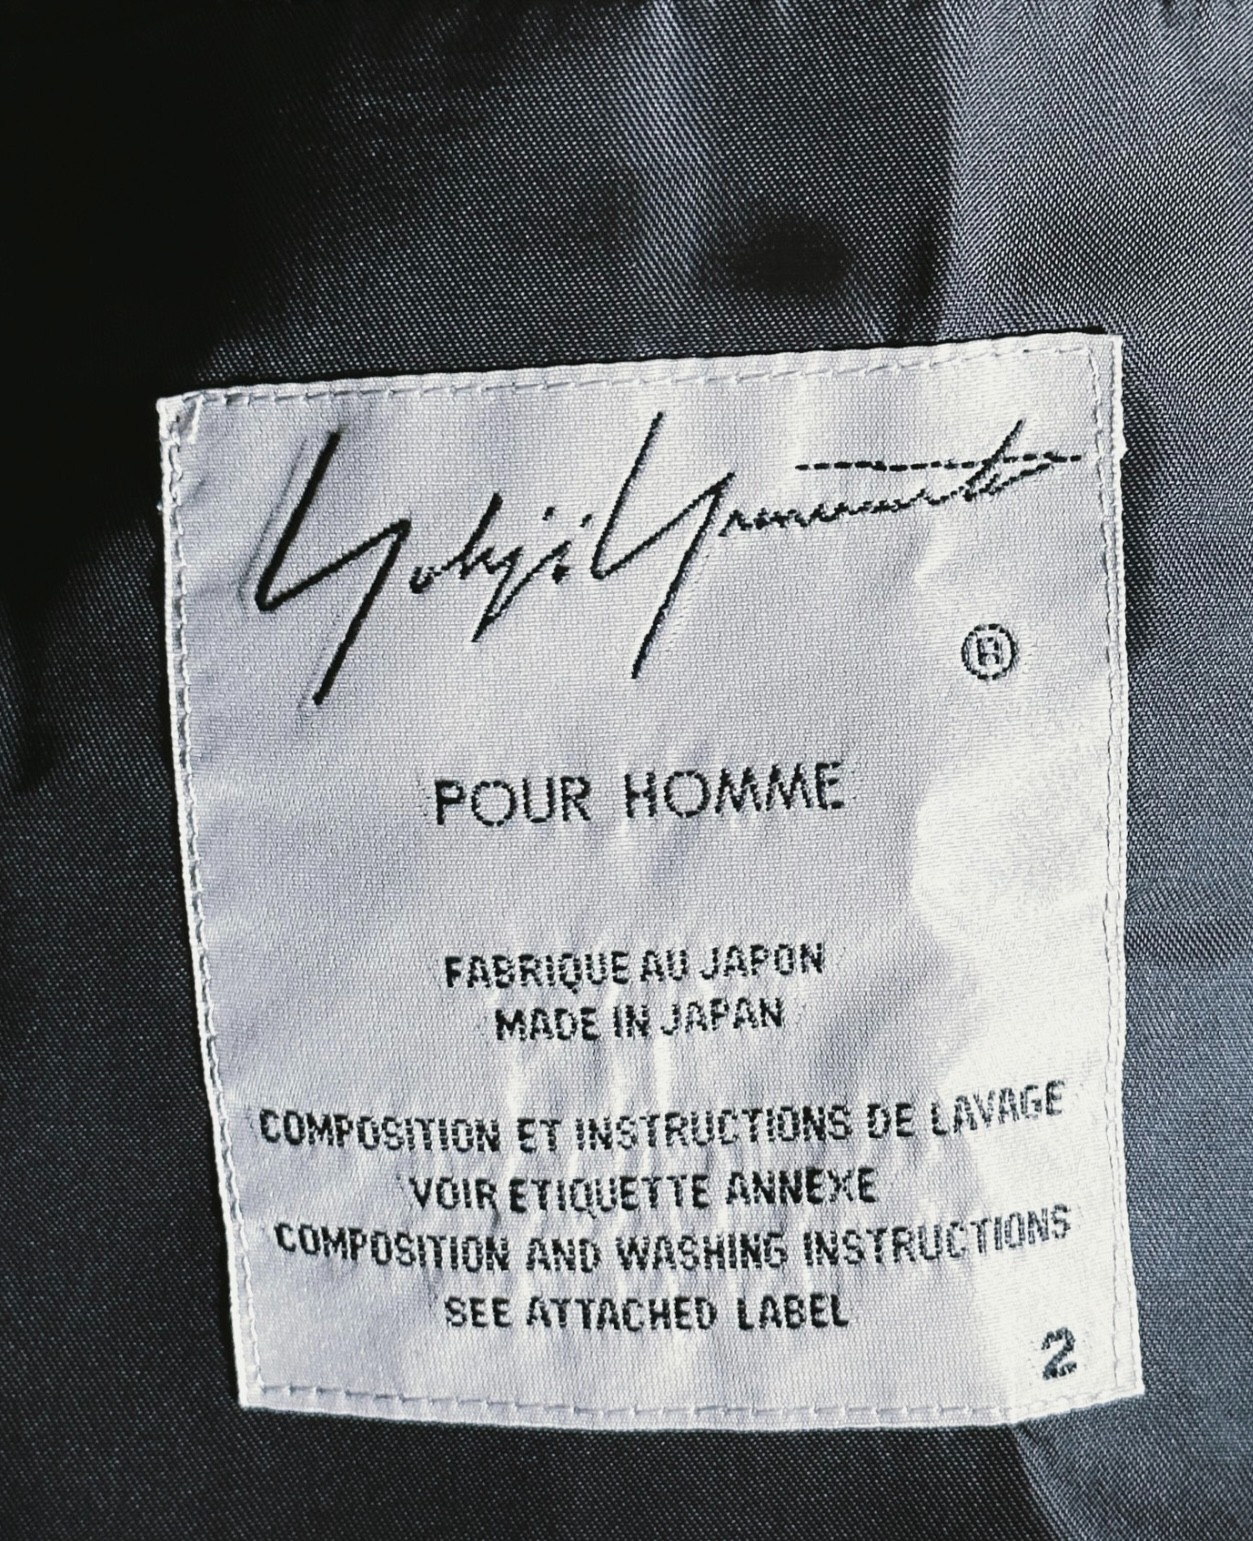 Yohji Yamamoto
®
POUR HOMME
FABRIQUE AU JAPON
MADE IN JAPAN
COMPOSITION ET INSTRUCTIONS DE LAVAGE
VOIR ETIQUETTE ANNEXE
COMPOSITION AND WASHING INSTRUCTIONS
SEE ATTACHED LABEL
2